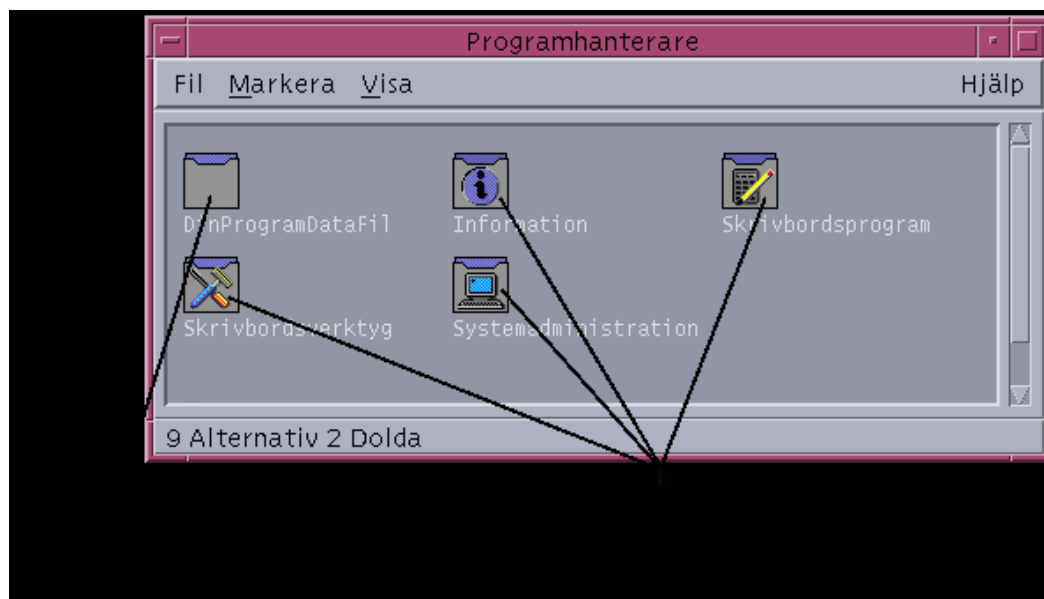 Programhanterare
Fil Markera Visa Hjälp
DinProgramDataFil Information Skrivbordsprogram
Skrivbordsverktyg Systemadministration
9 Alternativ 2 Dolda